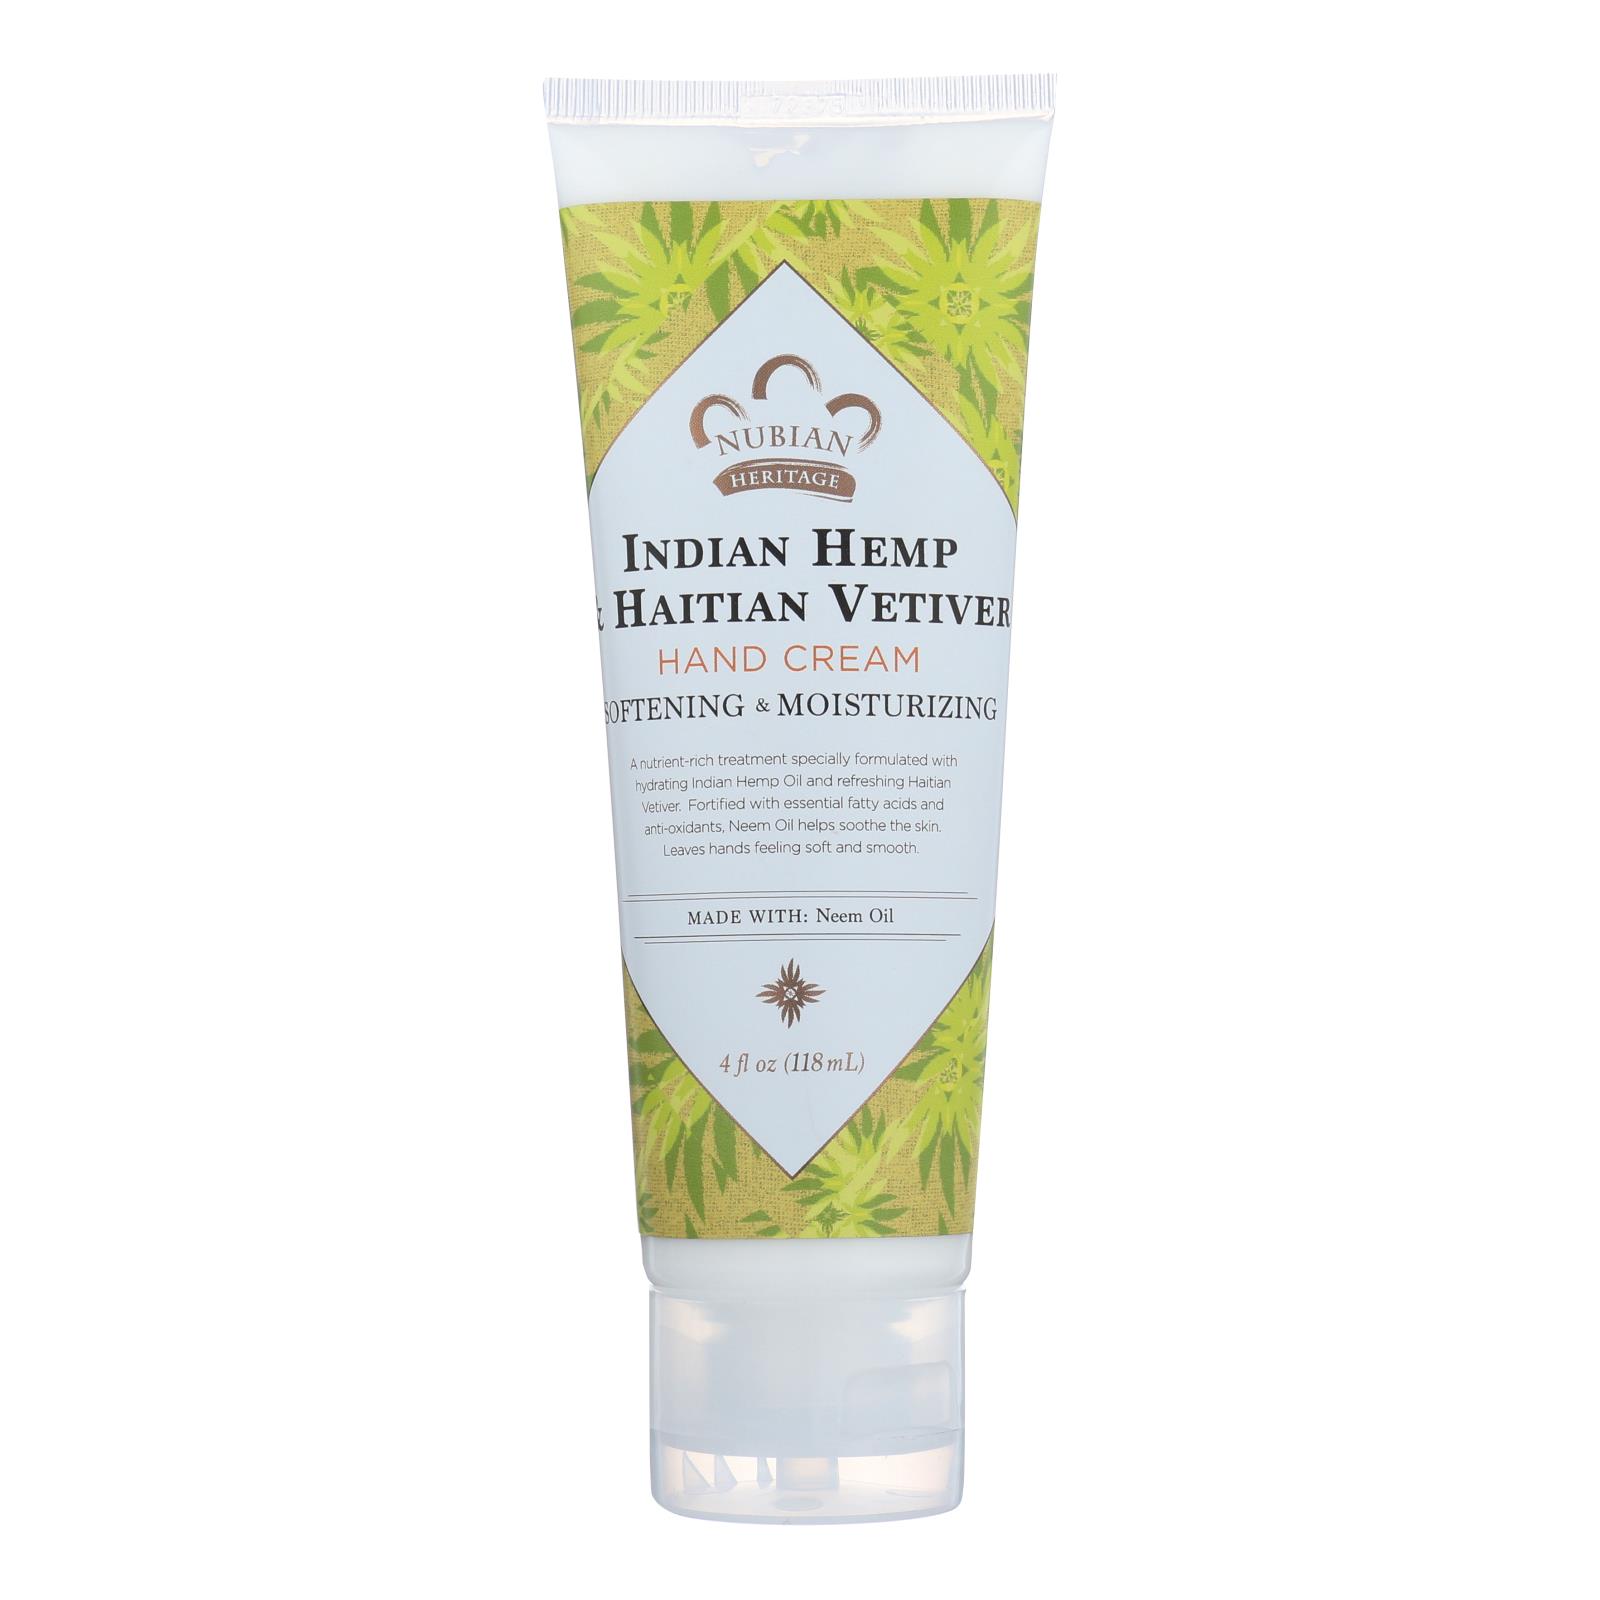 NUBIAN
HERITAGE
INDIAN HEMP
& HAITIAN VETIVER
HAND CREAM
SOFTENING & MOISTURIZING
A nutrient-rich treatment specially formulated with
hydrating Indian Hemp Oil and refreshing Haitian
Vetiver. Fortified with essential fatty acids and
anti-oxidants, Neem Oil helps soothe the skin.
Leaves hands feeling soft and smooth.
MADE WITH: Neem Oil
4 fl oz (118 mL)